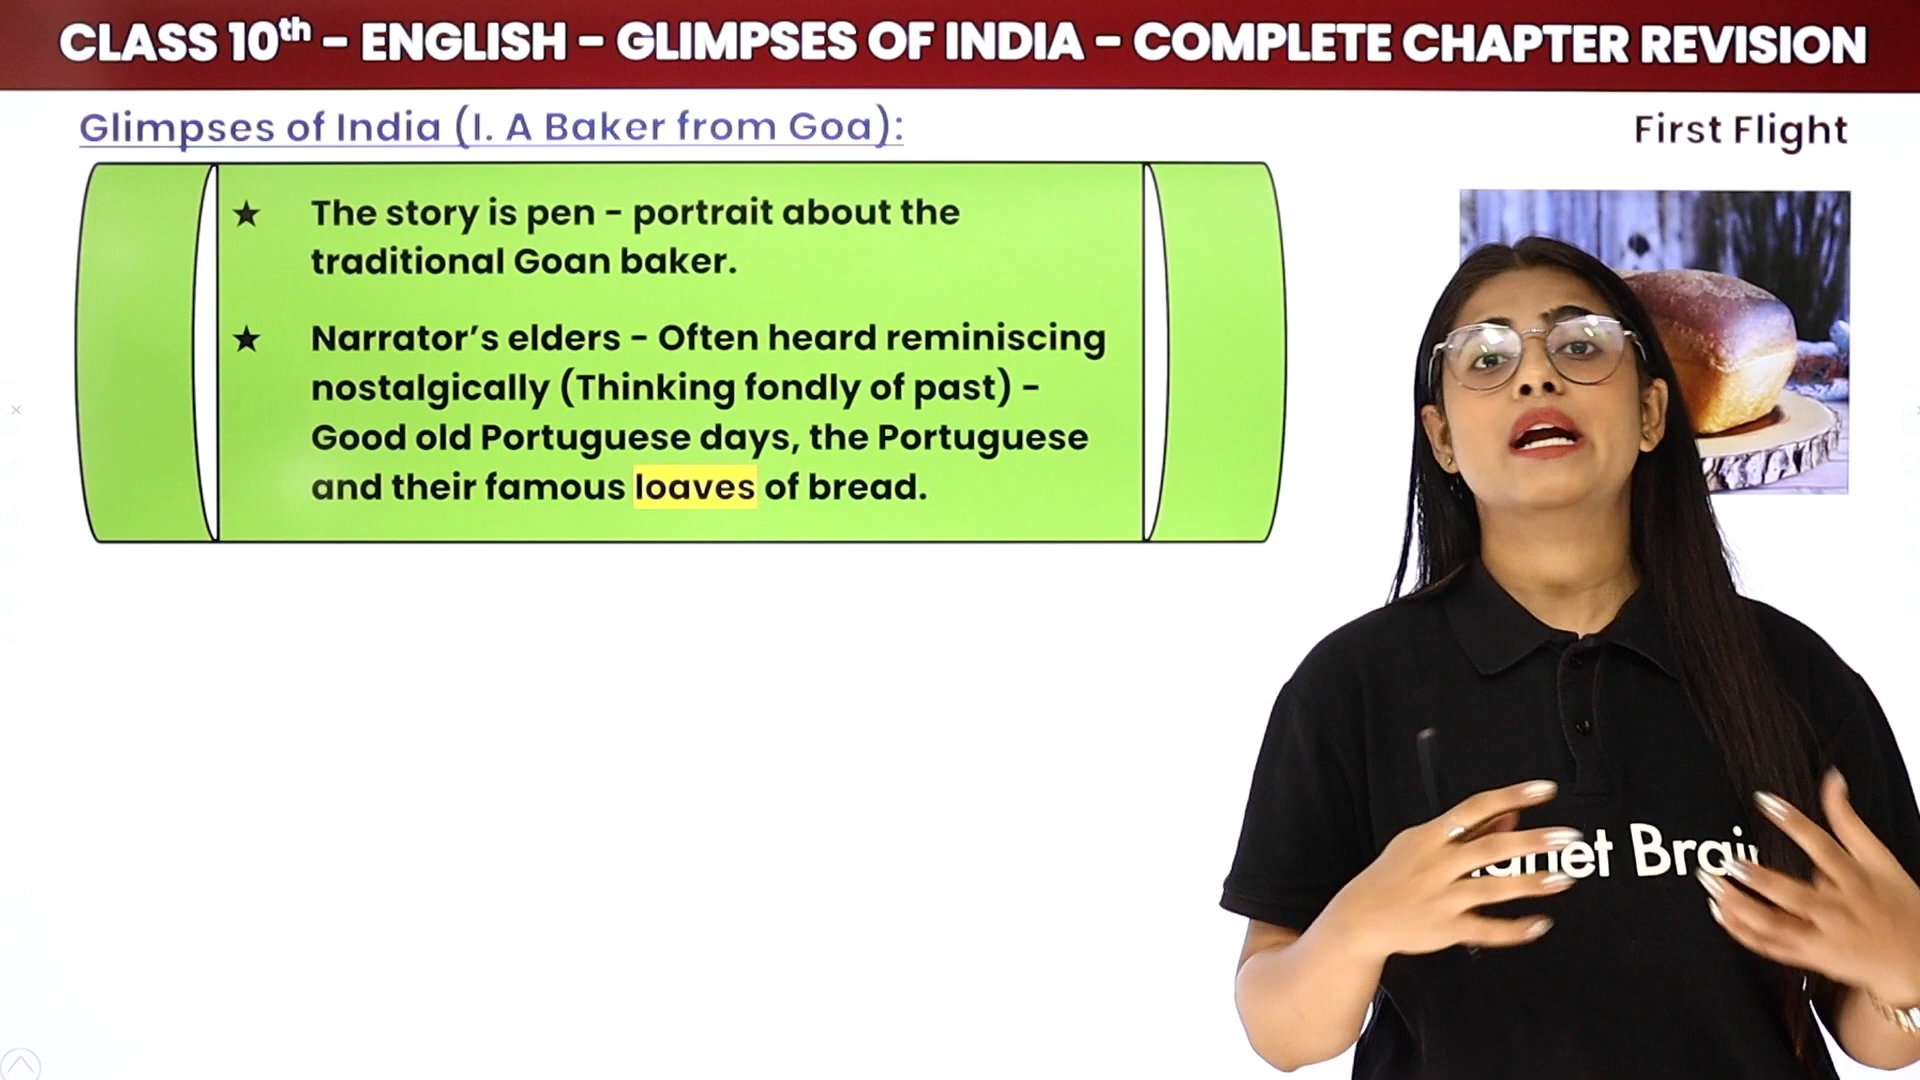 CLASS 10th - ENGLISH - GLIMPSES OF INDIA - COMPLETE CHAPTER REVISION
Glimpses of India (I. A Baker from Goa):
First Flight
★ The story is pen - portrait about the
traditional Goan baker.
★ Narrator's elders - Often heard reminiscing
nostalgically (Thinking fondly of past) -
Good old Portuguese days, the Portuguese
and their famous loaves of bread.